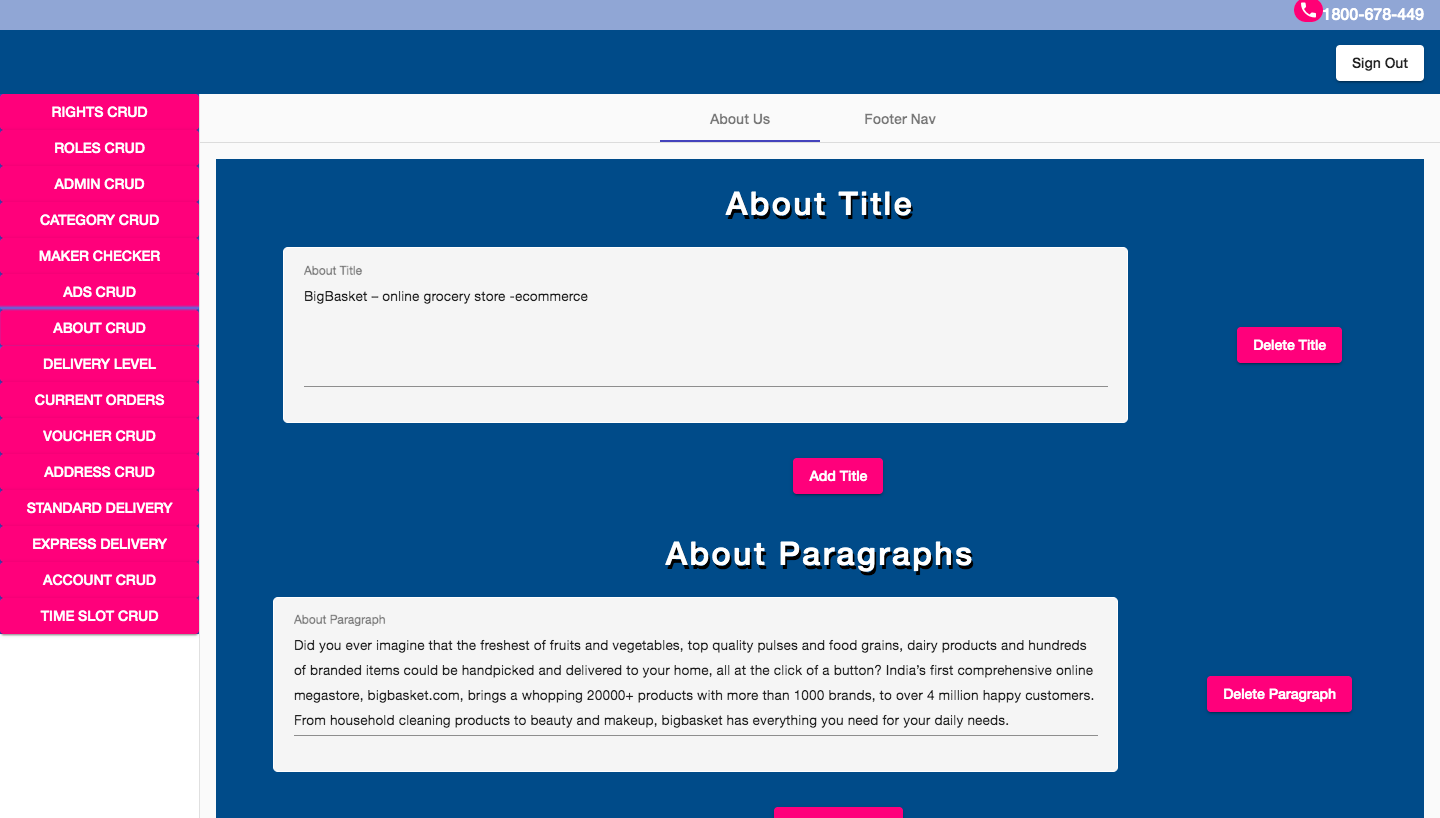 1800-678-449
Sign Out
RIGHTS CRUD
ROLES CRUD
ADMIN CRUD
CATEGORY CRUD
MAKER CHECKER
ADS CRUD
ABOUT CRUD
DELIVERY LEVEL
CURRENT ORDERS
VOUCHER CRUD
ADDRESS CRUD
STANDARD DELIVERY
EXPRESS DELIVERY
ACCOUNT CRUD
TIME SLOT CRUD
About Us
Footer Nav
About Title
About Title
BigBasket – online grocery store -ecommerce
Delete Title
Add Title
About Paragraphs
About Paragraph
Did you ever imagine that the freshest of fruits and vegetables, top quality pulses and food grains, dairy products and hundreds
of branded items could be handpicked and delivered to your home, all at the click of a button? India’s first comprehensive online
megastore, bigbasket.com, brings a whopping 20000+ products with more than 1000 brands, to over 4 million happy customers.
From household cleaning products to beauty and makeup, bigbasket has everything you need for your daily needs.
Delete Paragraph